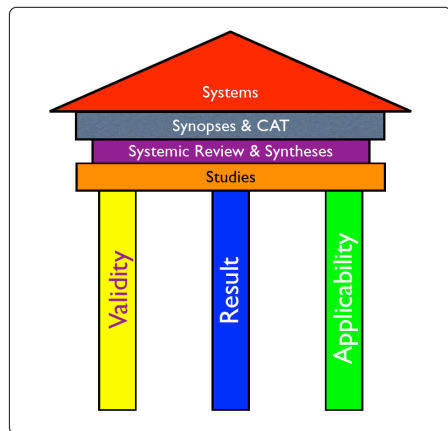 Systems
Synopses & CAT
Systemic Review & Syntheses
Studies
Validity
Result
Applicability